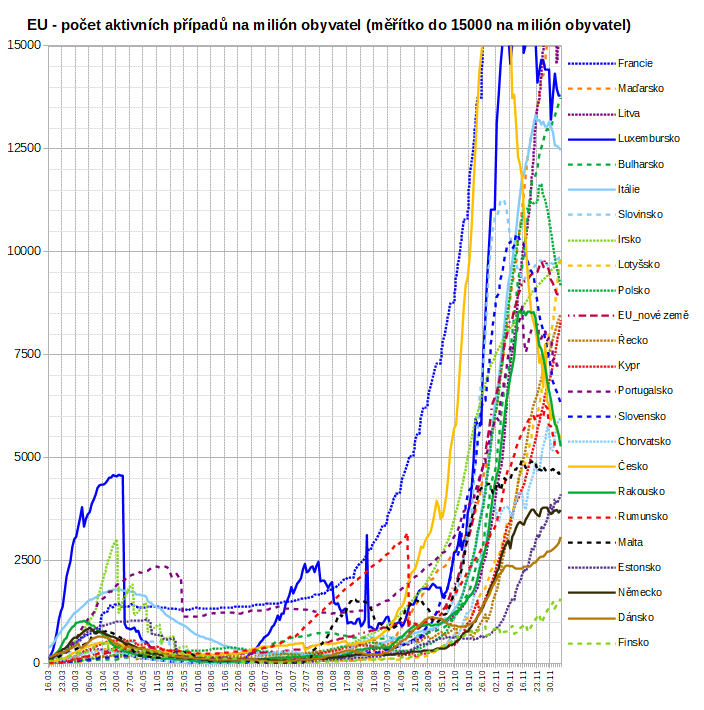 EU - počet aktivních případů na milión obyvatel (měřítko do 15000 na milión obyvatel)
15000
12500
10000
7500
5000
2500
0
Francie
Maďarsko
Litva
Luxembursko
Bulharsko
Itálie
Slovinsko
Irsko
Lotyšsko
Polsko
EU_nové země
Řecko
Kypr
Portugalsko
Slovensko
Chorvatsko
Česko
Rakousko
Rumunsko
Malta
Estonsko
Německo
Dánsko
Finsko
16.03
23.03
30.03
06.04
13.04
20.04
27.04
04.05
11.05
18.05
25.05
01.06
08.06
15.06
22.06
29.06
06.07
13.07
20.07
27.07
03.08
10.08
17.08
24.08
31.08
07.09
14.09
21.09
28.09
05.10
12.10
19.10
26.10
02.11
09.11
16.11
23.11
30.11